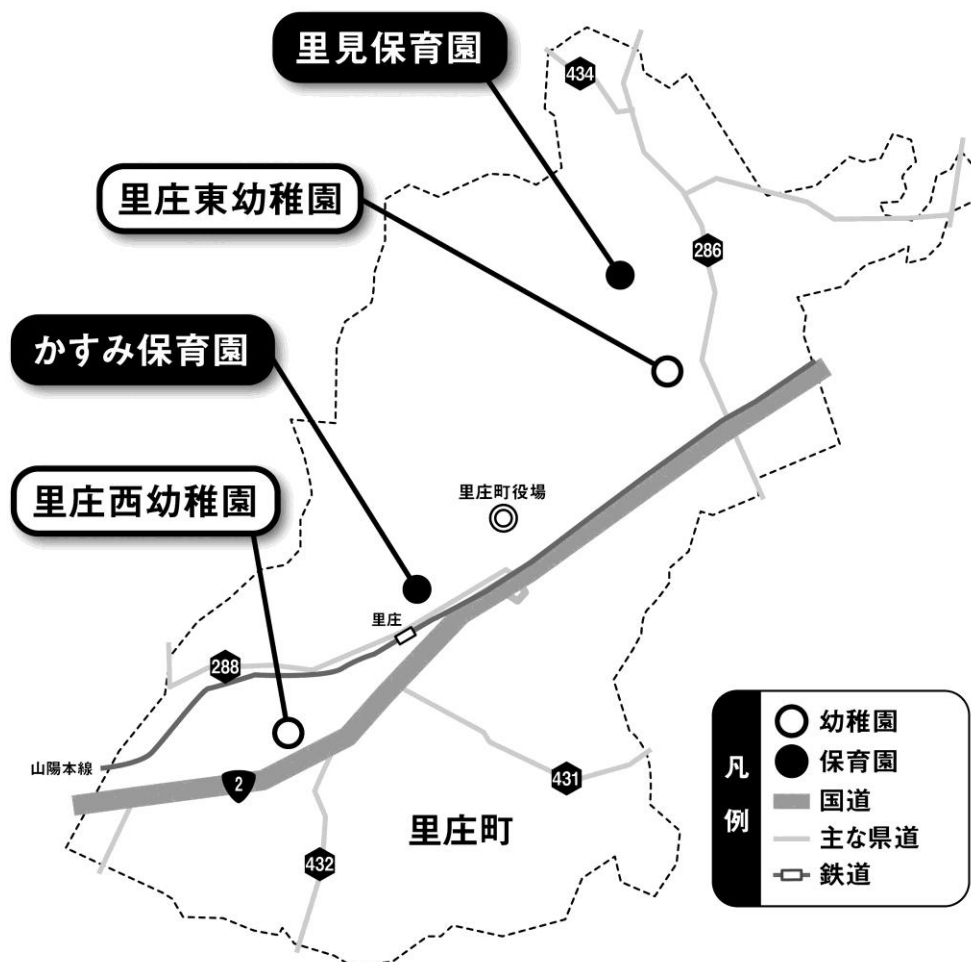 里見保育園
434
里庄東幼稚園
286
かすみ保育園
里庄西幼稚園
里庄町役場
里庄
288
山陽本線
2
431
432
里庄町
凡例
幼稚園
保育園
国道
主な県道
鉄道